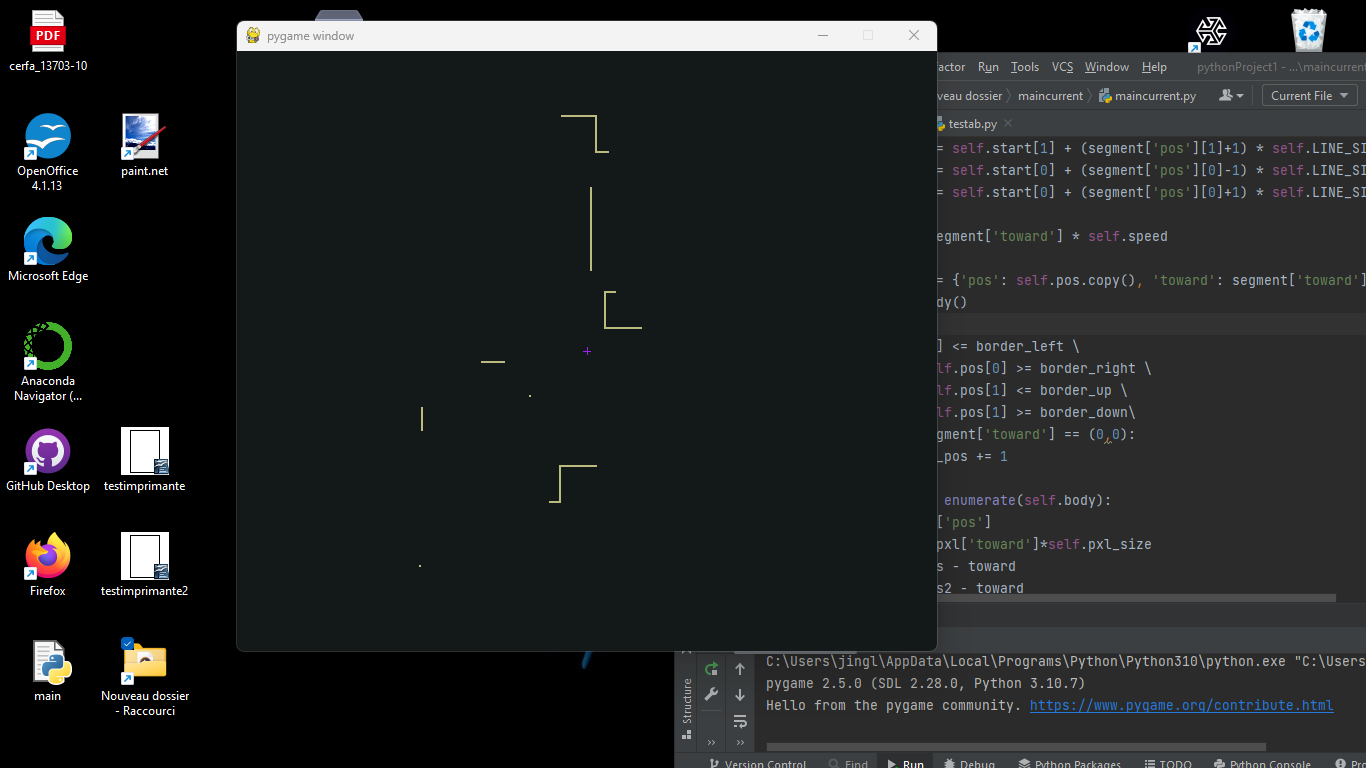 PDF
cerfa_13703-10
OpenOffice
4.1.13
paint.net
Microsoft Edge
Anaconda
Navigator (...
GitHub Desktop
testimprimante
Firefox
testimprimante2
main
Nouveau dossier
- Raccourci
pygame window
actor Run Tools VCS Window Help pythonProject1 - ...\maincurrent
veau dossier maincurrent maincurrent.py Current File
testab.py
= self.start[1] + (segment['pos'][1]+1) * self.LINE_SI
= self.start[0] + (segment['pos'][0]-1) * self.LINE_SI
= self.start[0] + (segment['pos'][0]+1) * self.LINE_SI
egment['toward'] * self.speed
= {'pos': self.pos.copy(), 'toward': segment['toward']
dy()
] <= border_left \
lf.pos[0] >= border_right \
lf.pos[1] <= border_up \
lf.pos[1] >= border_down\
gment['toward'] == (0,0):
_pos += 1
enumerate(self.body):
['pos']
pxl['toward']*self.pxl_size
s - toward
s2 - toward
C:\Users\jingl\AppData\Local\Programs\Python\Python310\python.exe "C:\Users
pygame 2.5.0 (SDL 2.28.0, Python 3.10.7)
Hello from the pygame community. https://www.pygame.org/contribute.html
Structure
Version Control Find Run Debug Python Packages TODO Python Console Pro